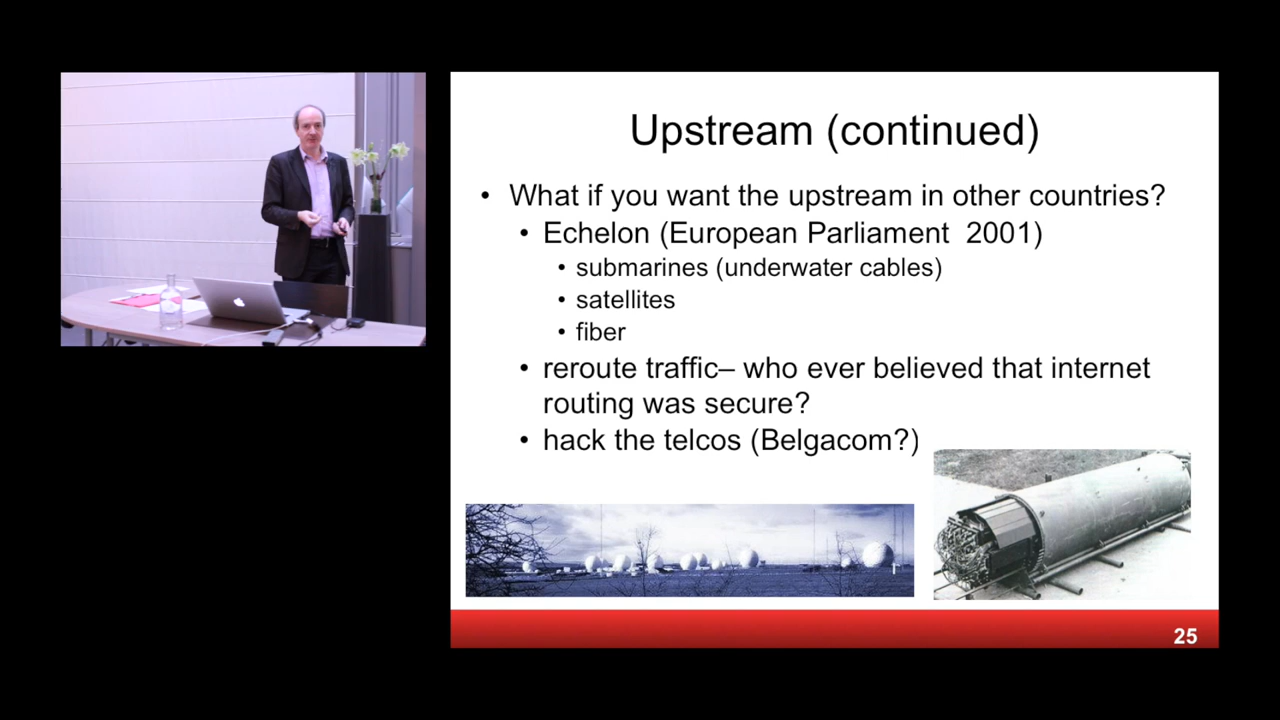 Upstream (continued)
• What if you want the upstream in other countries?
• Echelon (European Parliament  2001)
• submarines (underwater cables)
• satellites
• fiber
• reroute traffic– who ever believed that internet
routing was secure?
• hack the telcos (Belgacom?)
25